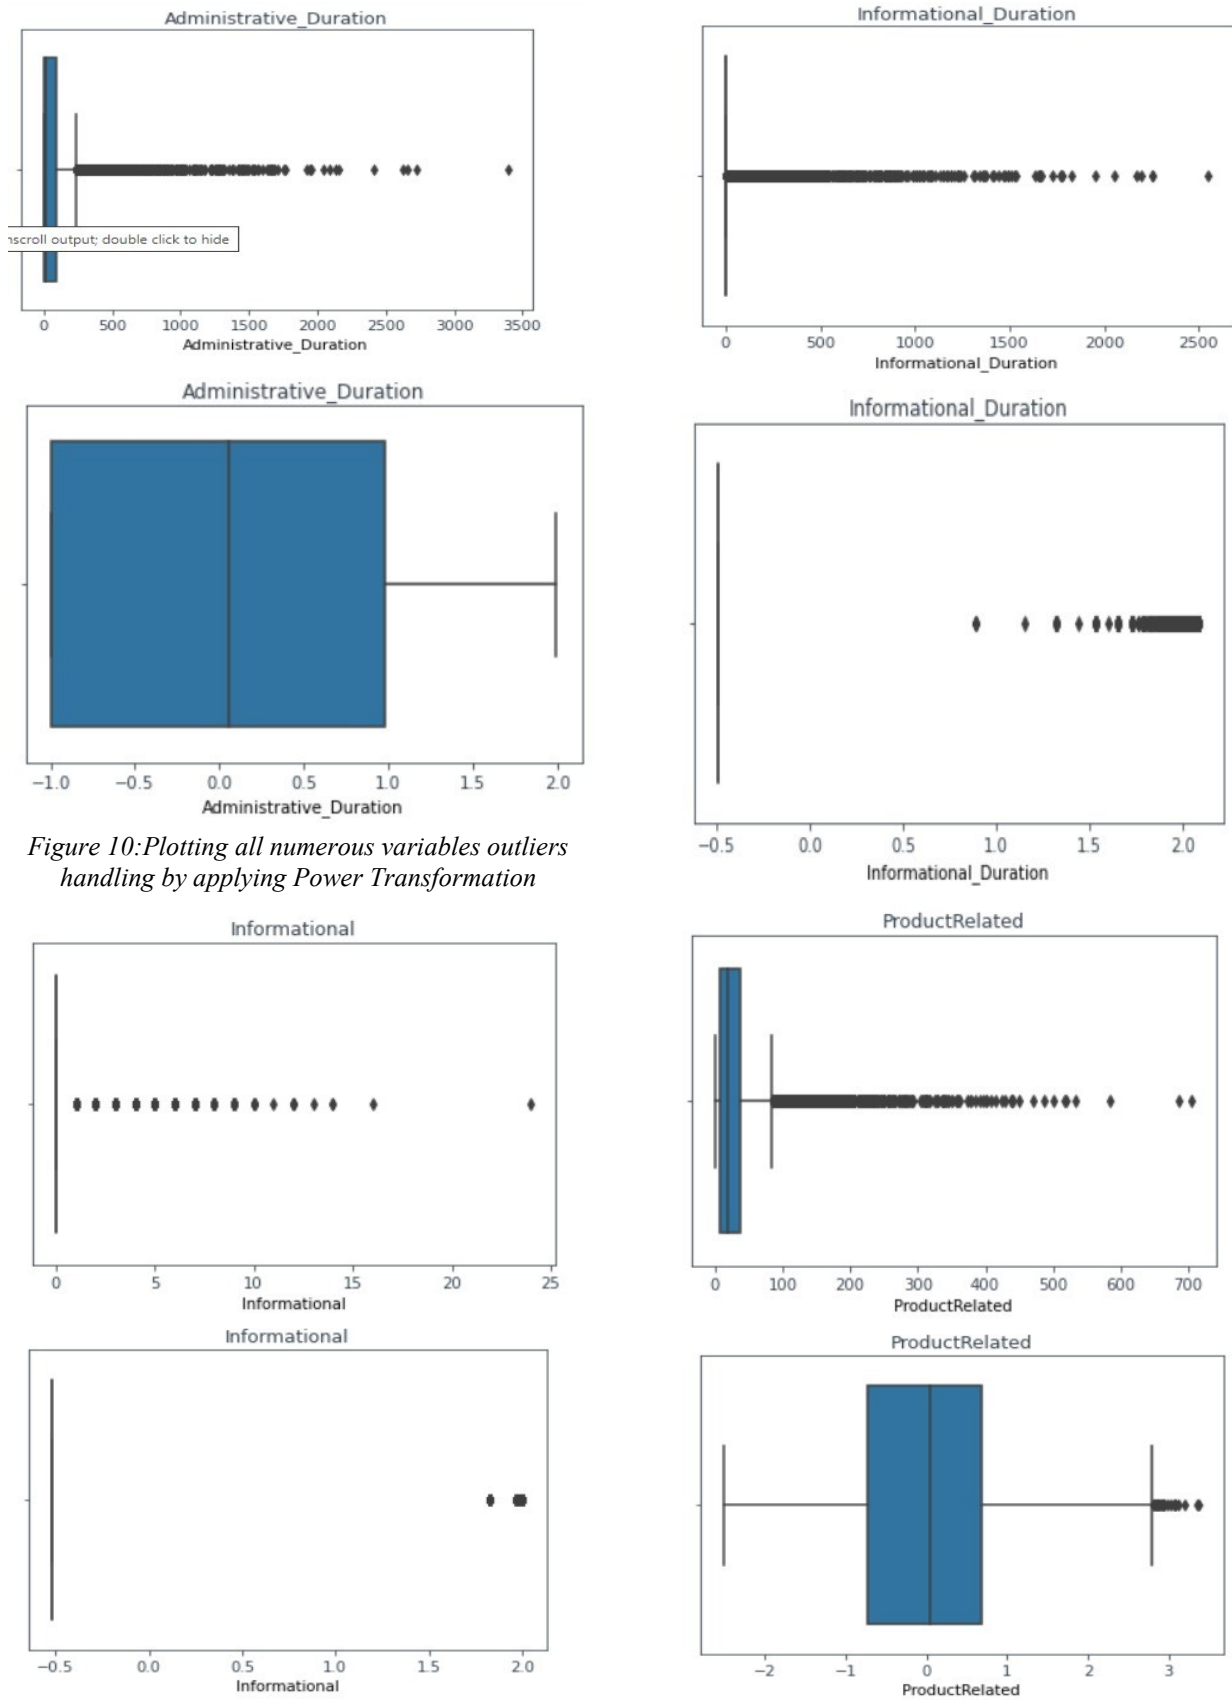 Administrative_Duration
nscroll output; double click to hide
0 500 1000 1500 2000 2500 3000 3500
Administrative_Duration
Informational_Duration
0 500 1000 1500 2000 2500
Informational_Duration
Administrative_Duration
−1.0 −0.5 0.0 0.5 1.0 1.5 2.0
Administrative_Duration
Informational_Duration
−0.5 0.0 0.5 1.0 1.5 2.0
Informational_Duration
Figure 10:Plotting all numerous variables outliers
handling by applying Power Transformation
Informational
0 5 10 15 20 25
Informational
ProductRelated
0 100 200 300 400 500 600 700
ProductRelated
Informational
−0.5 0.0 0.5 1.0 1.5 2.0
Informational
ProductRelated
−2 −1 0 1 2 3
ProductRelated